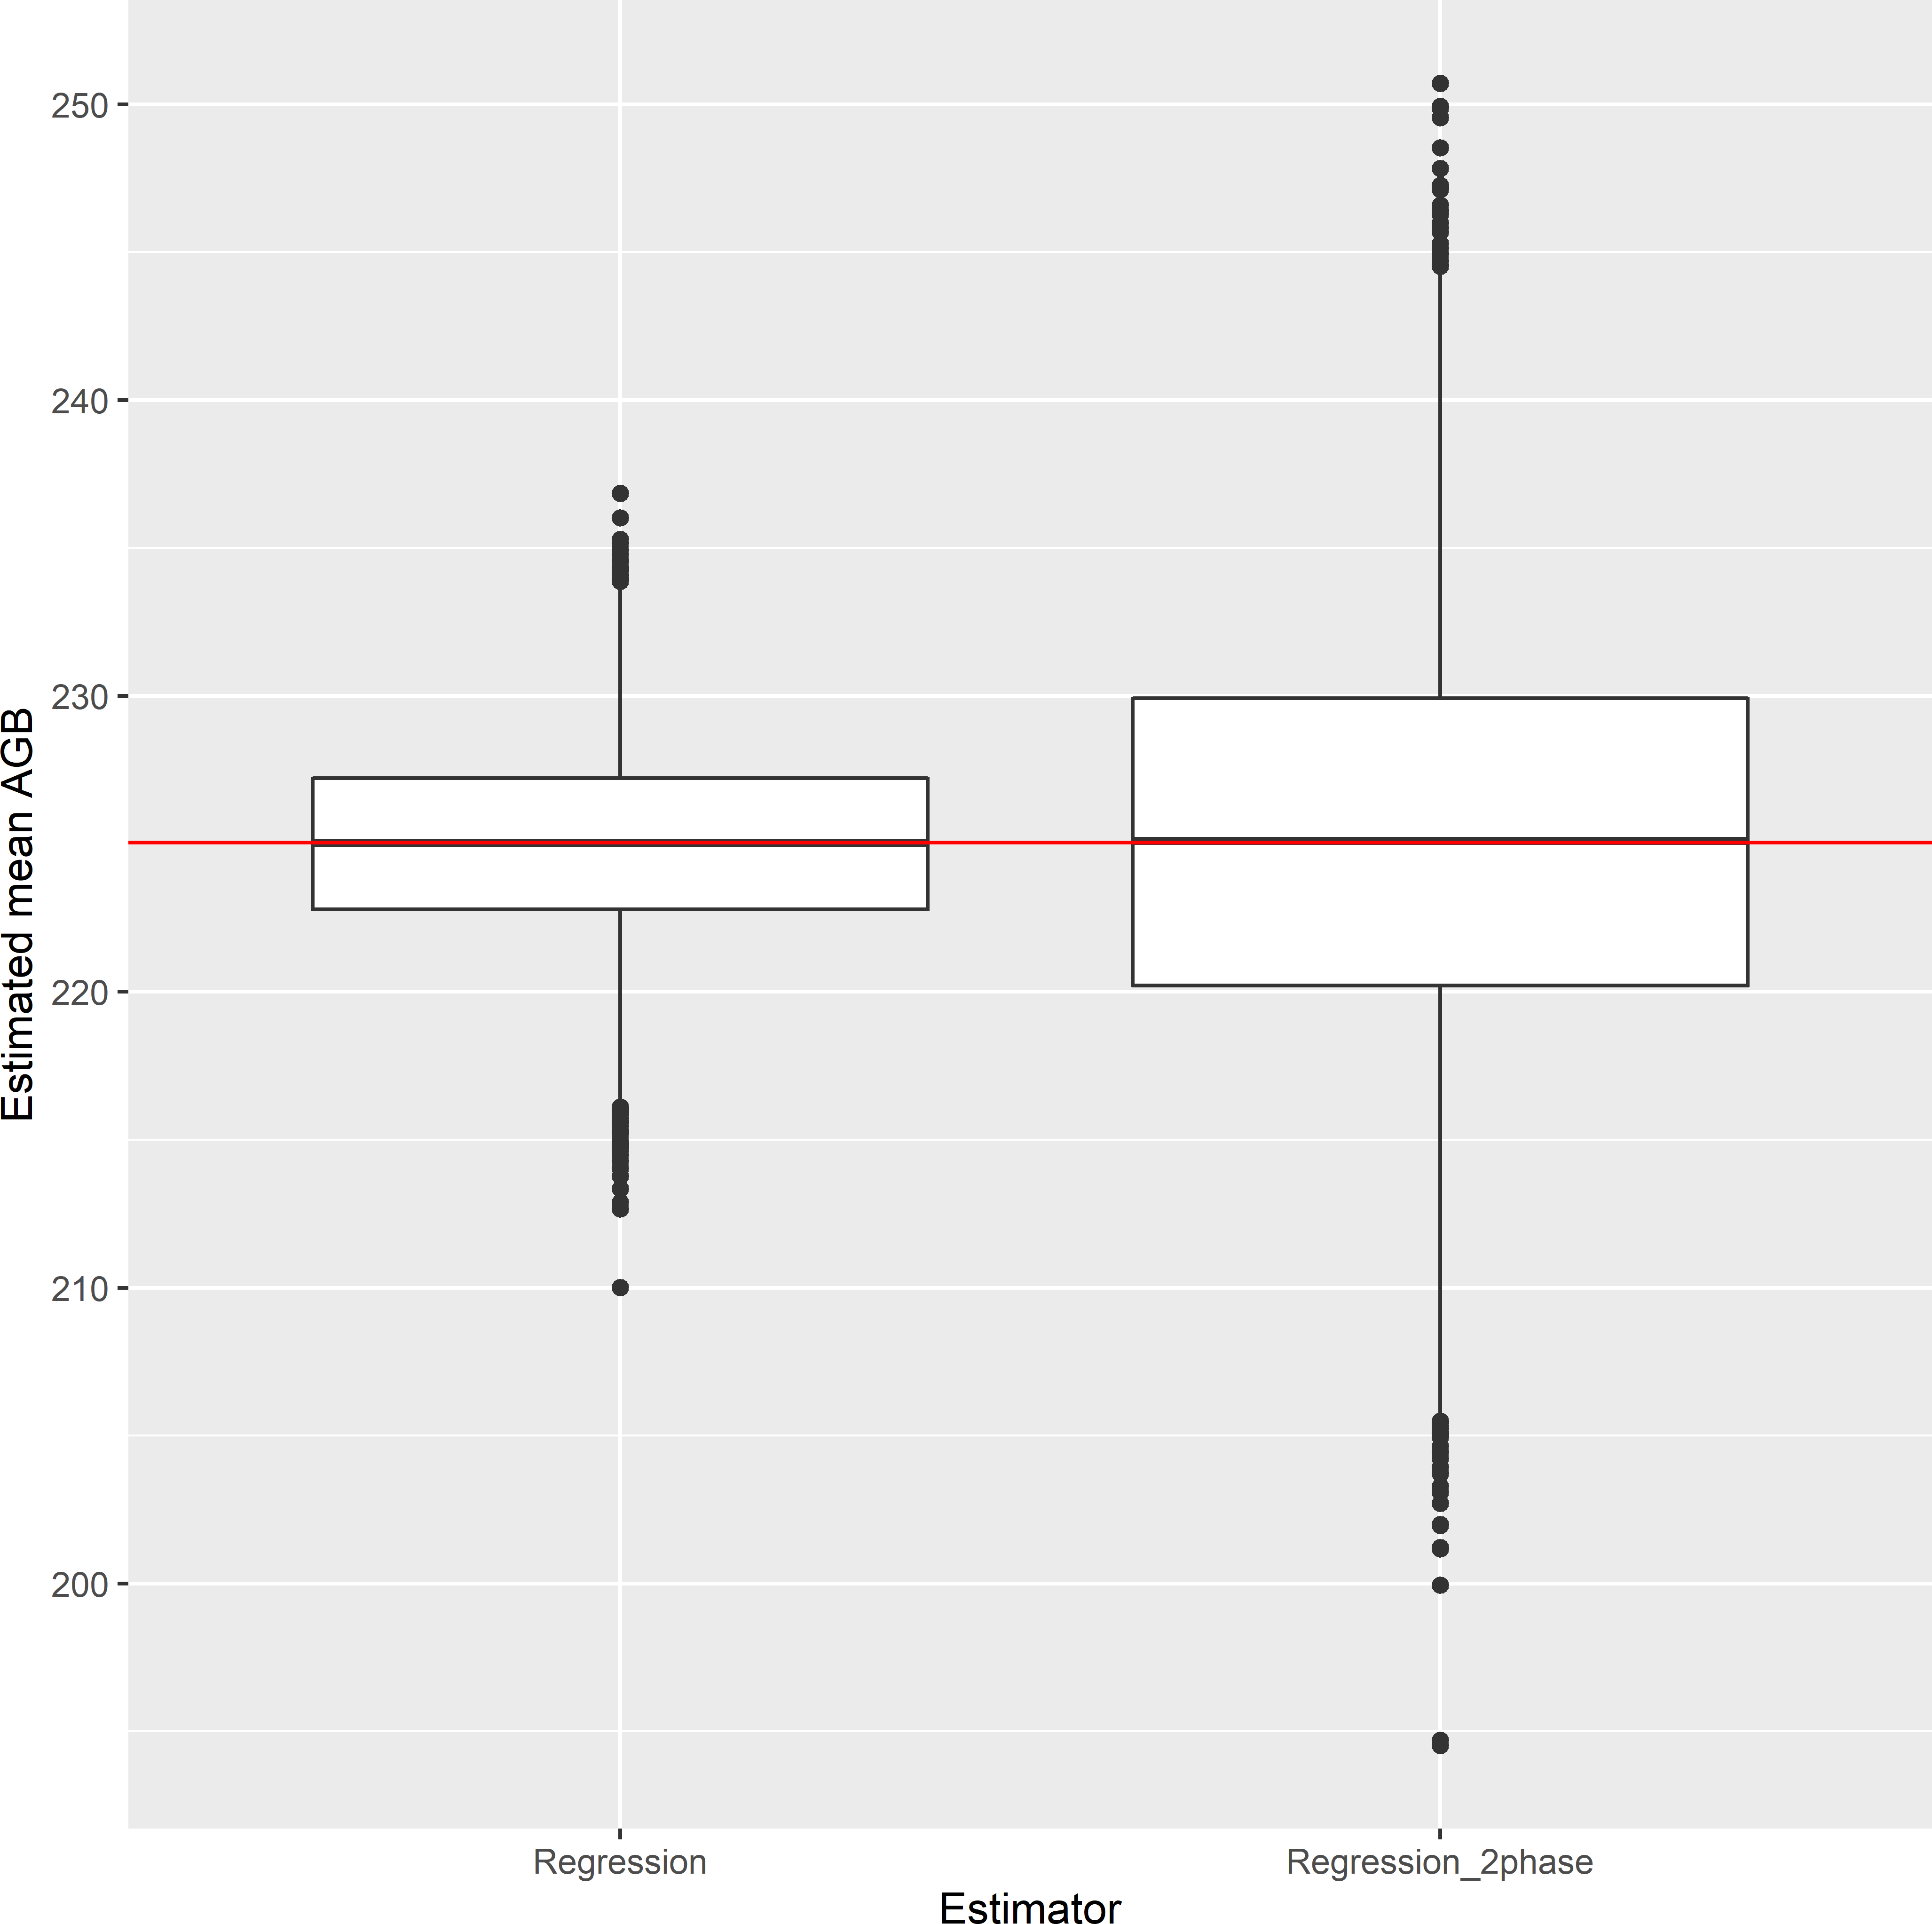 Estimated mean AGB
250
240
230
220
210
200
Regression
Regression_2phase
Estimator